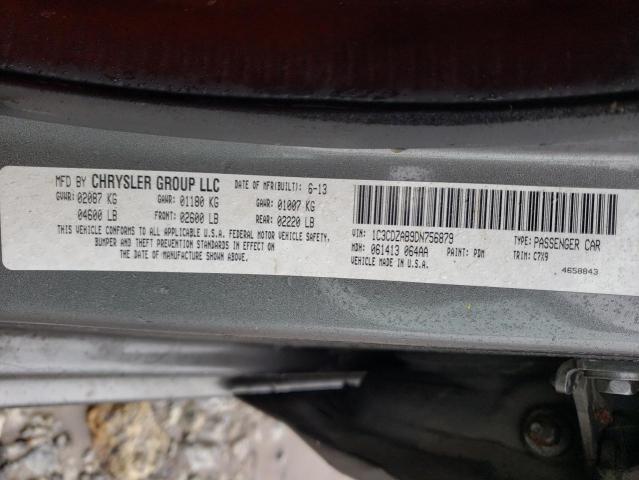 MFD BY CHRYSLER GROUP LLC DATE OF MFR(BUILT): 6-13
GVWR: 02087 KG GAWR: 01180 KG GAWR: 01007 KG
04600 LB FRONT: 02600 LB REAR: 02220 LB
THIS VEHICLE CONFORMS TO ALL APPLICABLE U.S.A. FEDERAL MOTOR VEHICLE SAFETY,
BUMPER AND THEFT PREVENTION STANDARDS IN EFFECT ON
THE DATE OF MANUFACTURE SHOWN ABOVE.
VIN: 1C3CDZAB9DN756879 TYPE: PASSENGER CAR
MDH: 061413 064AA PAINT: PDM TRIM: C7X9
VEHICLE MADE IN U.S.A. 4658843